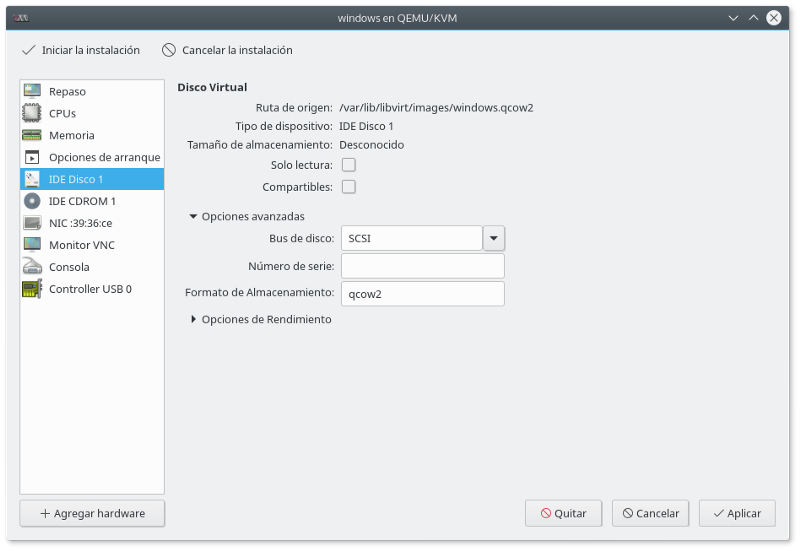 windows en QEMU/KVM
Iniciar la instalación
Cancelar la instalación
Repaso
CPUs
Memoria
Opciones de arranque
IDE Disco 1
IDE CDROM 1
NIC :39:36:ce
Monitor VNC
Consola
Controller USB 0
Disco Virtual
Ruta de origen: /var/lib/libvirt/images/windows.qcow2
Tipo de dispositivo: IDE Disco 1
Tamaño de almacenamiento: Desconocido
Solo lectura:
Compartibles:
Opciones avanzadas
Bus de disco: SCSI
Número de serie:
Formato de Almacenamiento: qcow2
Opciones de Rendimiento
Agregar hardware
Quitar
Cancelar
Aplicar